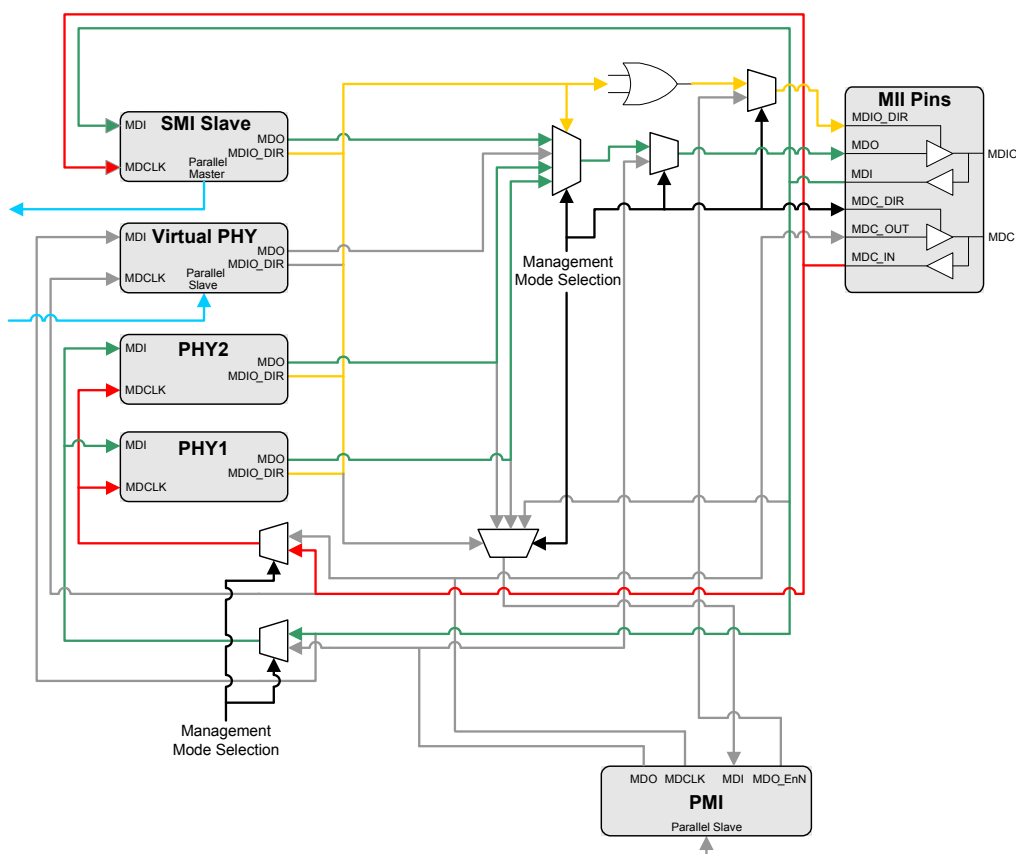 SMI Slave
MDI
MDO
MDIO_DIR
MDCLK
Parallel
Master
MII Pins
MDIO_DIR
MDO
MDIO
MDI
MDC_DIR
MDC_OUT
MDC
MDC_IN
Virtual PHY
MDI
MDO
MDIO_DIR
MDCLK
Parallel
Slave
Management
Mode Selection
PHY2
MDI
MDO
MDIO_DIR
MDCLK
PHY1
MDI
MDO
MDIO_DIR
MDCLK
Management
Mode Selection
MDO MDCLK MDI MDO_EnN
PMI
Parallel Slave